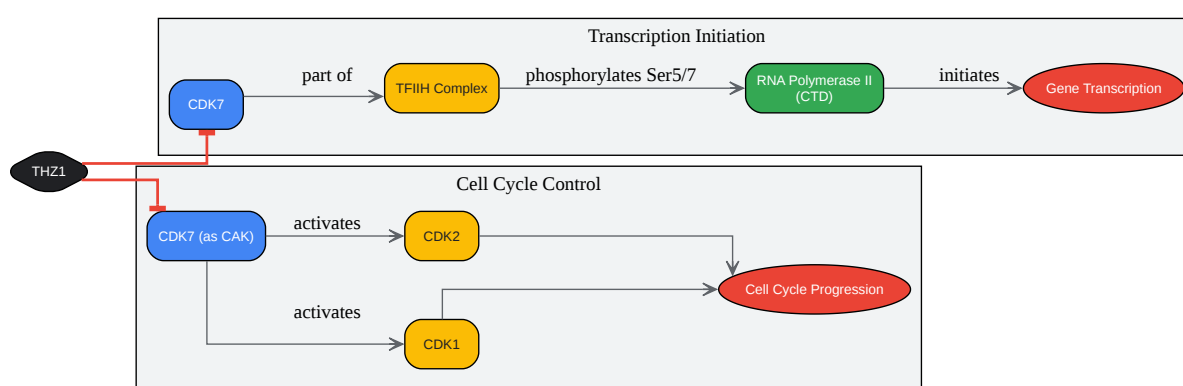 Transcription Initiation
part of
phosphorylates Ser5/7
initiates
CDK7
TFIIH Complex
RNA Polymerase II
(CTD)
Gene Transcription
THZ1
Cell Cycle Control
activates
CDK7 (as CAK)
CDK2
Cell Cycle Progression
activates
CDK1